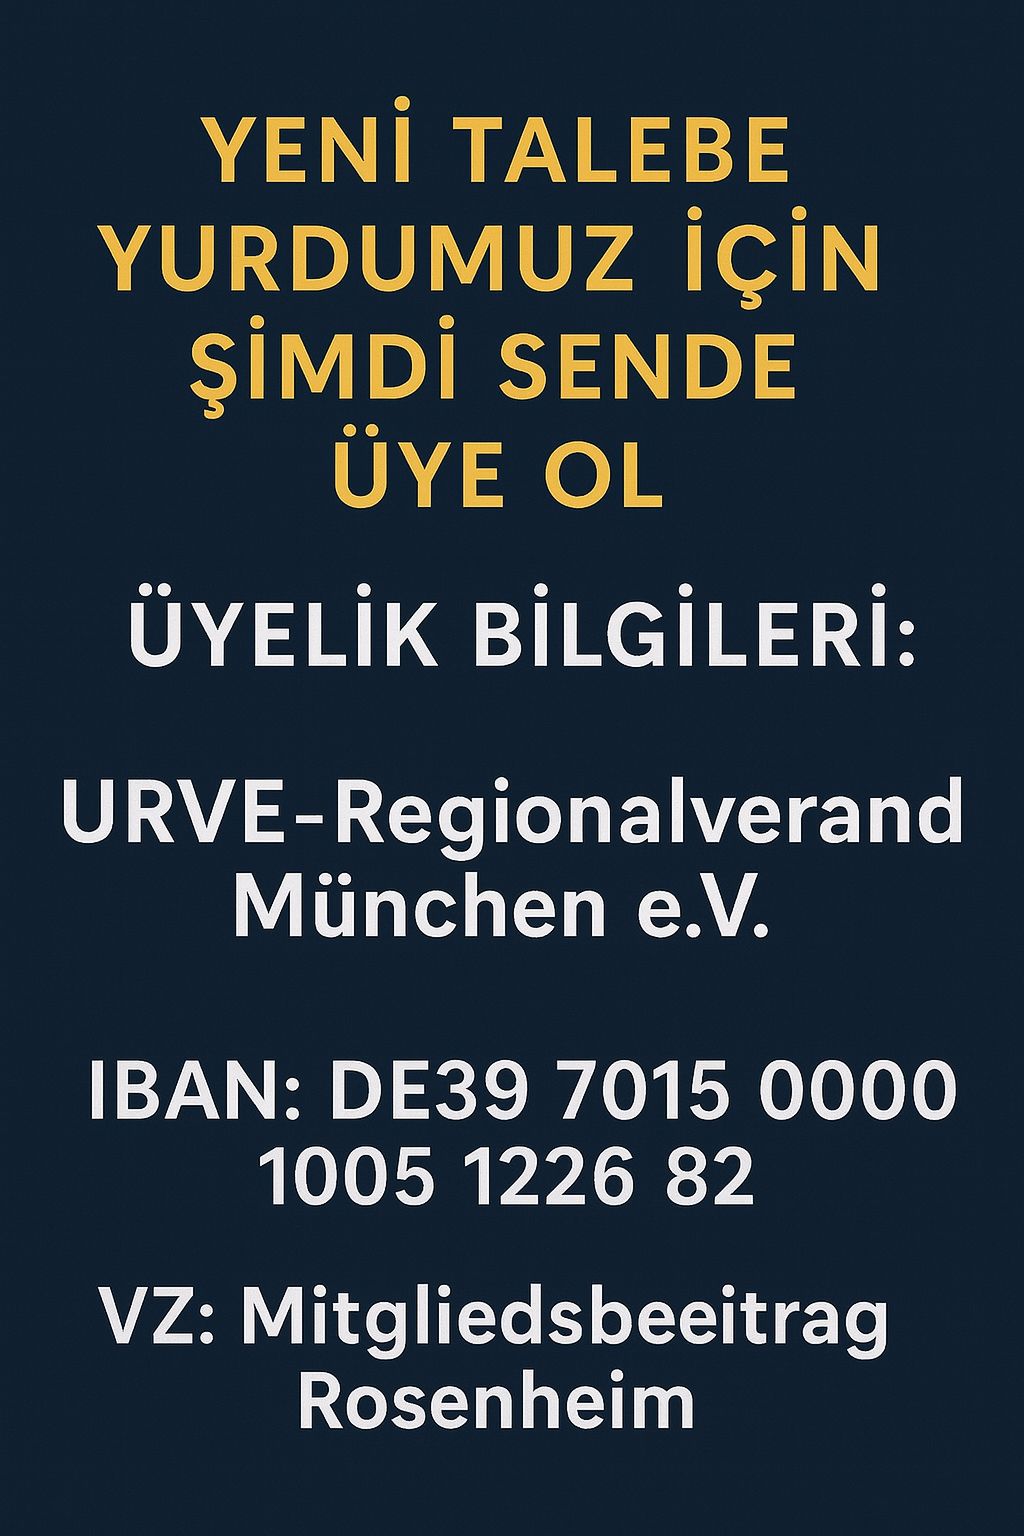 YENİ TALEBE
YURDUMUZ İÇİN
ŞİMDİ SENDE
ÜYE OL
ÜYELİK BİLGİLERİ:
URVE-Regionalverand
München e.V.
IBAN: DE39 7015 0000
1005 1226 82
VZ: Mitgliedsbeeitrag
Rosenheim